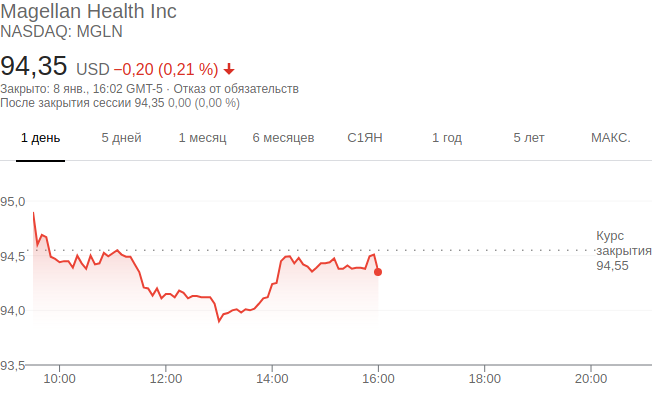 Magellan Health Inc
NASDAQ: MGLN
94,35 USD −0,20 (0,21 %)
Закрыто: 8 янв., 16:02 GMT-5 · Отказ от обязательств
После закрытия сессии 94,35 0,00 (0,00 %)
1 день 5 дней 1 месяц 6 месяцев С1ЯН 1 год 5 лет МАКС.
95,0
Курс
закрытия
94,55
94,5
94,0
93,5
10:00 12:00 14:00 16:00 18:00 20:00